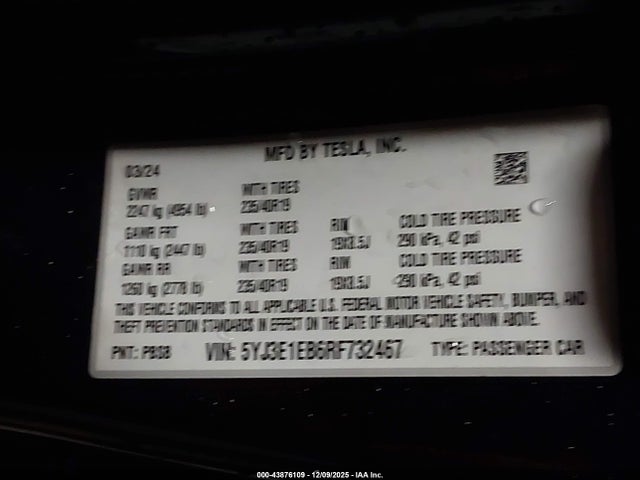 MFD BY TESLA, INC.
03/24
GVWR WITH TIRES
2247 kg (4954 lb) 235/40R19
GAWR FRT WITH TIRES RIM COLD TIRE PRESSURE
1110 kg (2447 lb) 235/40R19 19X8.5J 290 kPa, 42 psi
GAWR RR WITH TIRES RIM COLD TIRE PRESSURE
1260 kg (2778 lb) 235/40R19 19X8.5J 290 kPa, 42 psi
THIS VEHICLE CONFORMS TO ALL APPLICABLE U.S. FEDERAL MOTOR VEHICLE SAFETY, BUMPER, AND
THEFT PREVENTION STANDARDS IN EFFECT ON THE DATE OF MANUFACTURE SHOWN ABOVE.
PNT: VIN: 5YJ3E1EB6RF732467 TYPE: PASSENGER CAR
000-43876109 - 12/09/2025 - IAA Inc.